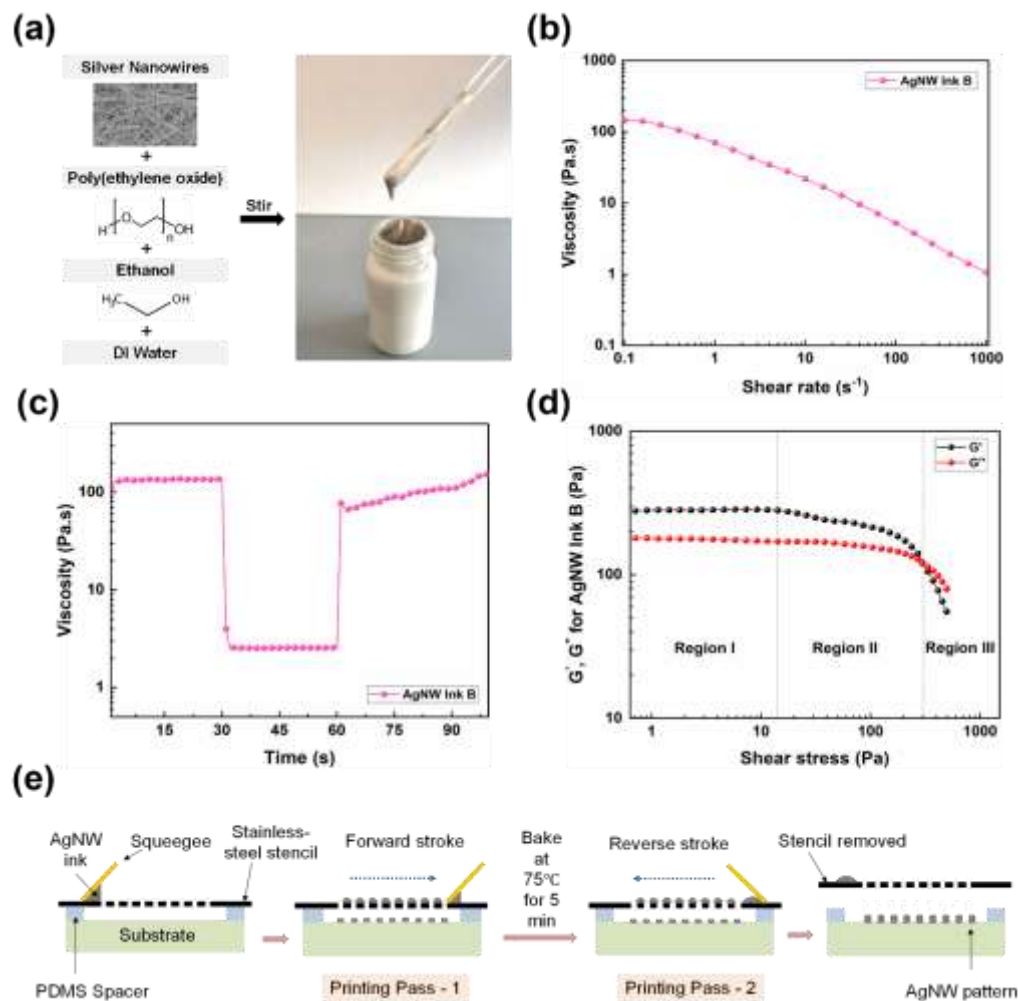 (a)
Silver Nanowires
+
Poly(ethylene oxide)
H
O
OH
n
+
Ethanol
H₃C
OH
+
DI Water
Stir
(b)
Viscosity (Pa.s)
1000
100
10
1
0.1
AgNW Ink B
0.1
1
10
100
1000
Shear rate (s⁻¹)
(c)
Viscosity (Pa.s)
100
10
1
AgNW Ink B
15
30
45
60
75
90
Time (s)
(d)
G', G'' for AgNW Ink B (Pa)
1000
100
10
G'
G''
Region I
Region II
Region III
1
10
100
1000
Shear stress (Pa)
(e)
AgNW
ink
Squeegee
Stainless-
steel stencil
Substrate
PDMS Spacer
Forward stroke
Printing Pass - 1
Bake
at
75℃
for 5
min
Reverse stroke
Printing Pass - 2
Stencil removed
AgNW pattern